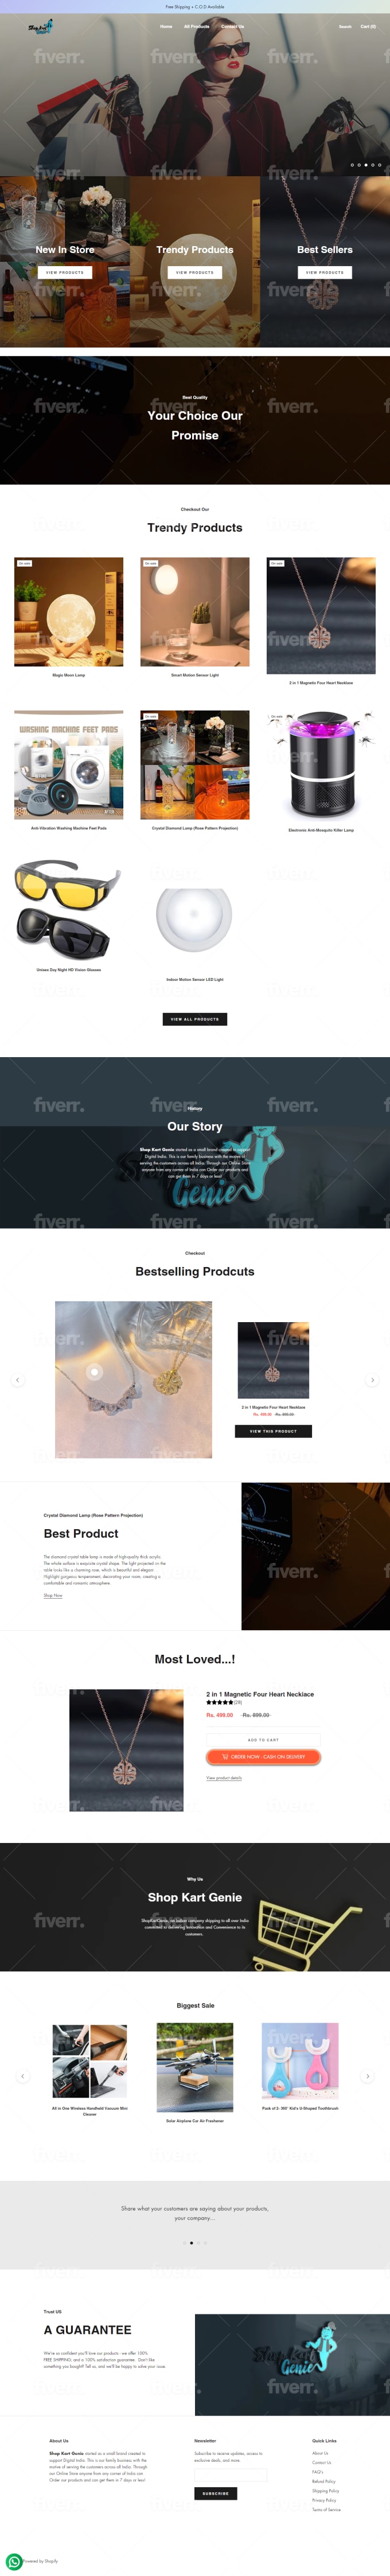 Free Shipping + C.O.D Available
Shop Kart Genie
Home All Products Contact Us
Search Cart (0)
New In Store
VIEW PRODUCTS
Trendy Products
VIEW PRODUCTS
Best Sellers
VIEW PRODUCTS
Best Quality
Your Choice Our
Promise
Checkout Our
Trendy Products
On sale
Magic Moon Lamp
On sale
Smart Motion Sensor Light
On sale
2 in 1 Magnetic Four Heart Necklace
WASHING MACHINE FEET PADS
Anti-Vibration Washing Machine Feet Pads
On sale
Crystal Diamond Lamp (Rose Pattern Projection)
On sale
Electronic Anti-Mosquito Killer Lamp
Unisex Day Night HD Vision Glasses
Indoor Motion Sensor LED Light
VIEW ALL PRODUCTS
History
Our Story
Shop Kart Genie started as a small brand created to support
Digital India. This is our family business with the motive of
serving the customers across all India. Through our Online Store
anyone from any corner of India can Order our products and
can get them in 7 days or less!
Checkout
Bestselling Prodcuts
2 in 1 Magnetic Four Heart Necklace
Rs. 499.00 Rs. 899.00
VIEW THIS PRODUCT
Crystal Diamond Lamp (Rose Pattern Projection)
Best Product
The diamond crystal table lamp is made of high-quality thick acrylic.
The whole surface is exquisite crystal shape. The light projected on the
table looks like a charming rose, which is beautiful and elegant.
Highlight gorgeous temperament, decorating your room, creating a
comfortable and romantic atmosphere.
Shop Now
Most Loved...!
2 in 1 Magnetic Four Heart Necklace
Rs. 499.00 Rs. 899.00
ADD TO CART
ORDER NOW - CASH ON DELIVERY
View product details
Why Us
Shop Kart Genie
ShopKartGenie, an Indian company shipping to all over India
committed to delivering Innovation and Convenience to its
customers.
Biggest Sale
All in One Wireless Handheld Vacuum Mini
Cleaner
Solar Airplane Car Air Freshener
Pack of 2- 360° Kid's U-Shaped Toothbrush
Share what your customers are saying about your products,
your company...
Trust US
A GUARANTEE
We're so confident you'll love our products - we offer 100%
FREE SHIPPING, and a 100% satisfaction guarantee. Don't like
something you bought? Tell us, and we'll be happy to solve your issue.
Shop Kart Genie
About Us
Shop Kart Genie started as a small brand created to
support Digital India. This is our family business with the
motive of serving the customers across all India. Through
our Online Store anyone from any corner of India can
Order our products and can get them in 7 days or less!
Newsletter
Subscribe to receive updates, access to
exclusive deals, and more.
SUBSCRIBE
Quick Links
About Us
Contact Us
FAQ's
Refund Policy
Shipping Policy
Privacy Policy
Terms of Service
Powered by Shopify
fiverr.